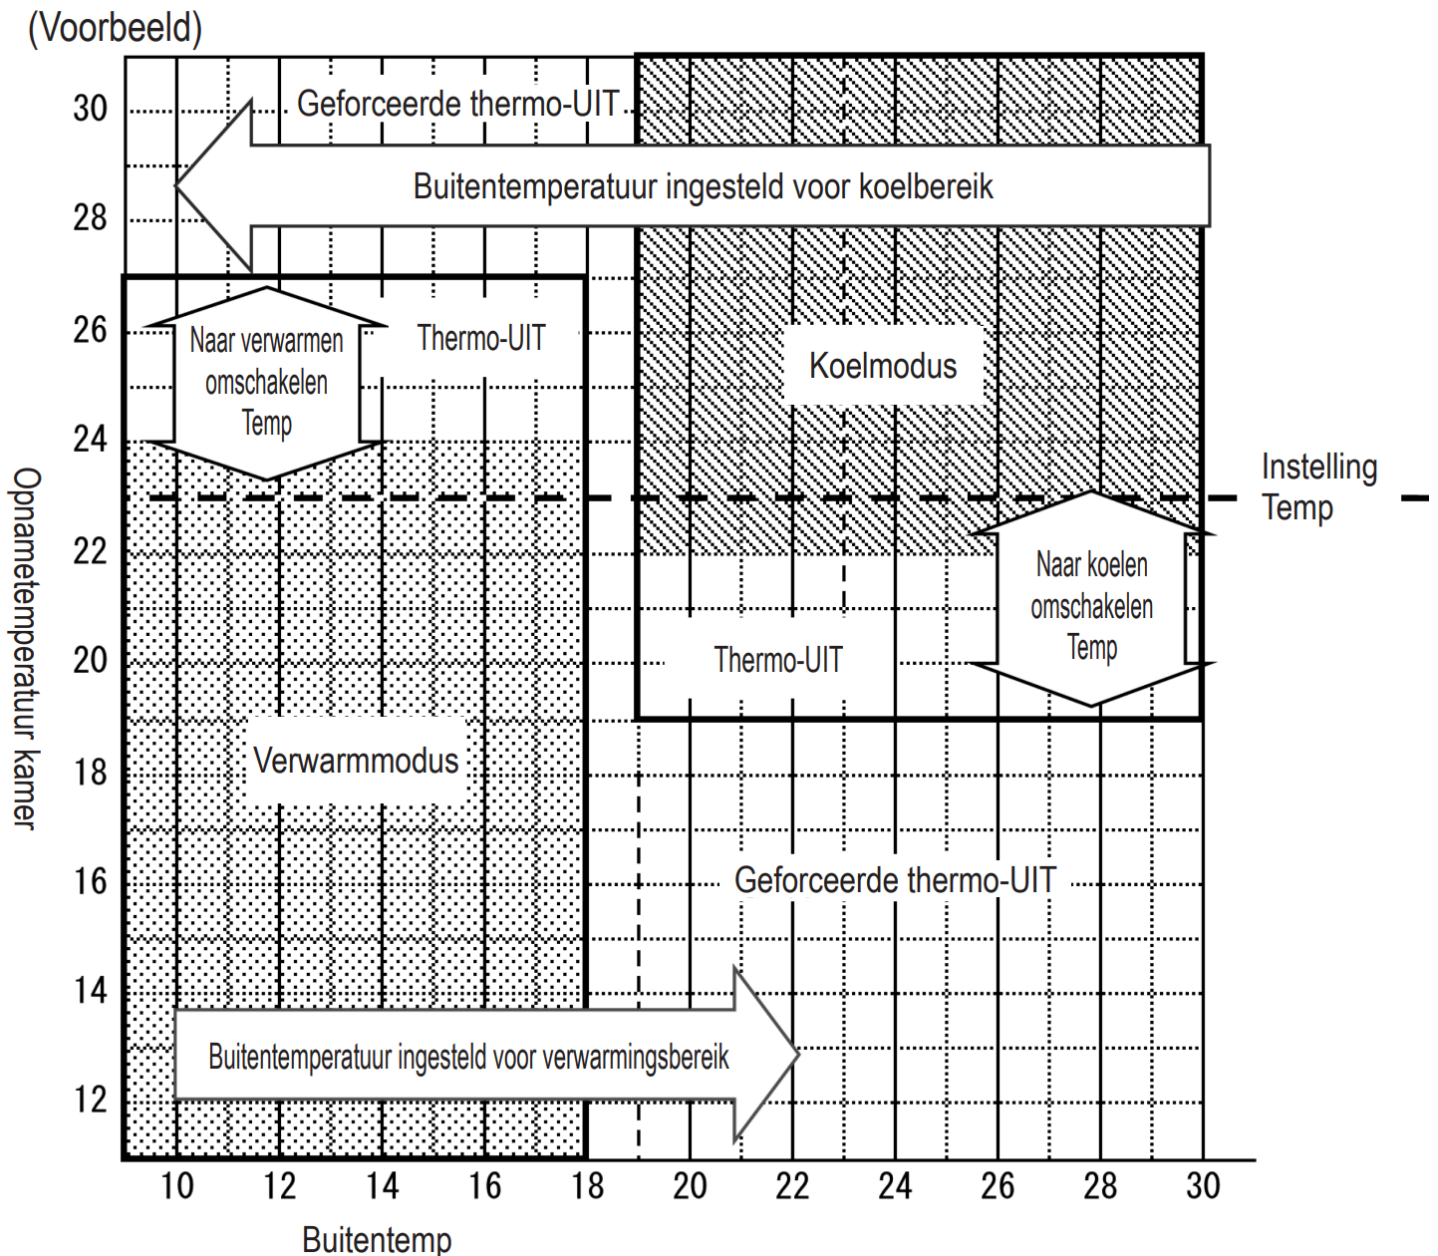 (Voorbeeld)
30
28
26
24
22
20
18
16
14
12
Opnametemperatuur kamer
Geforceerde thermo-UIT
Buitentemperatuur ingesteld voor koelbereik
Naar verwarmen
omschakelen
Temp
Thermo-UIT
Koelmodus
Instelling
Temp
Naar koelen
omschakelen
Temp
Thermo-UIT
Verwarmmodus
Geforceerde thermo-UIT
Buitentemperatuur ingesteld voor verwarmingsbereik
10 12 14 16 18 20 22 24 26 28 30
Buitentemp